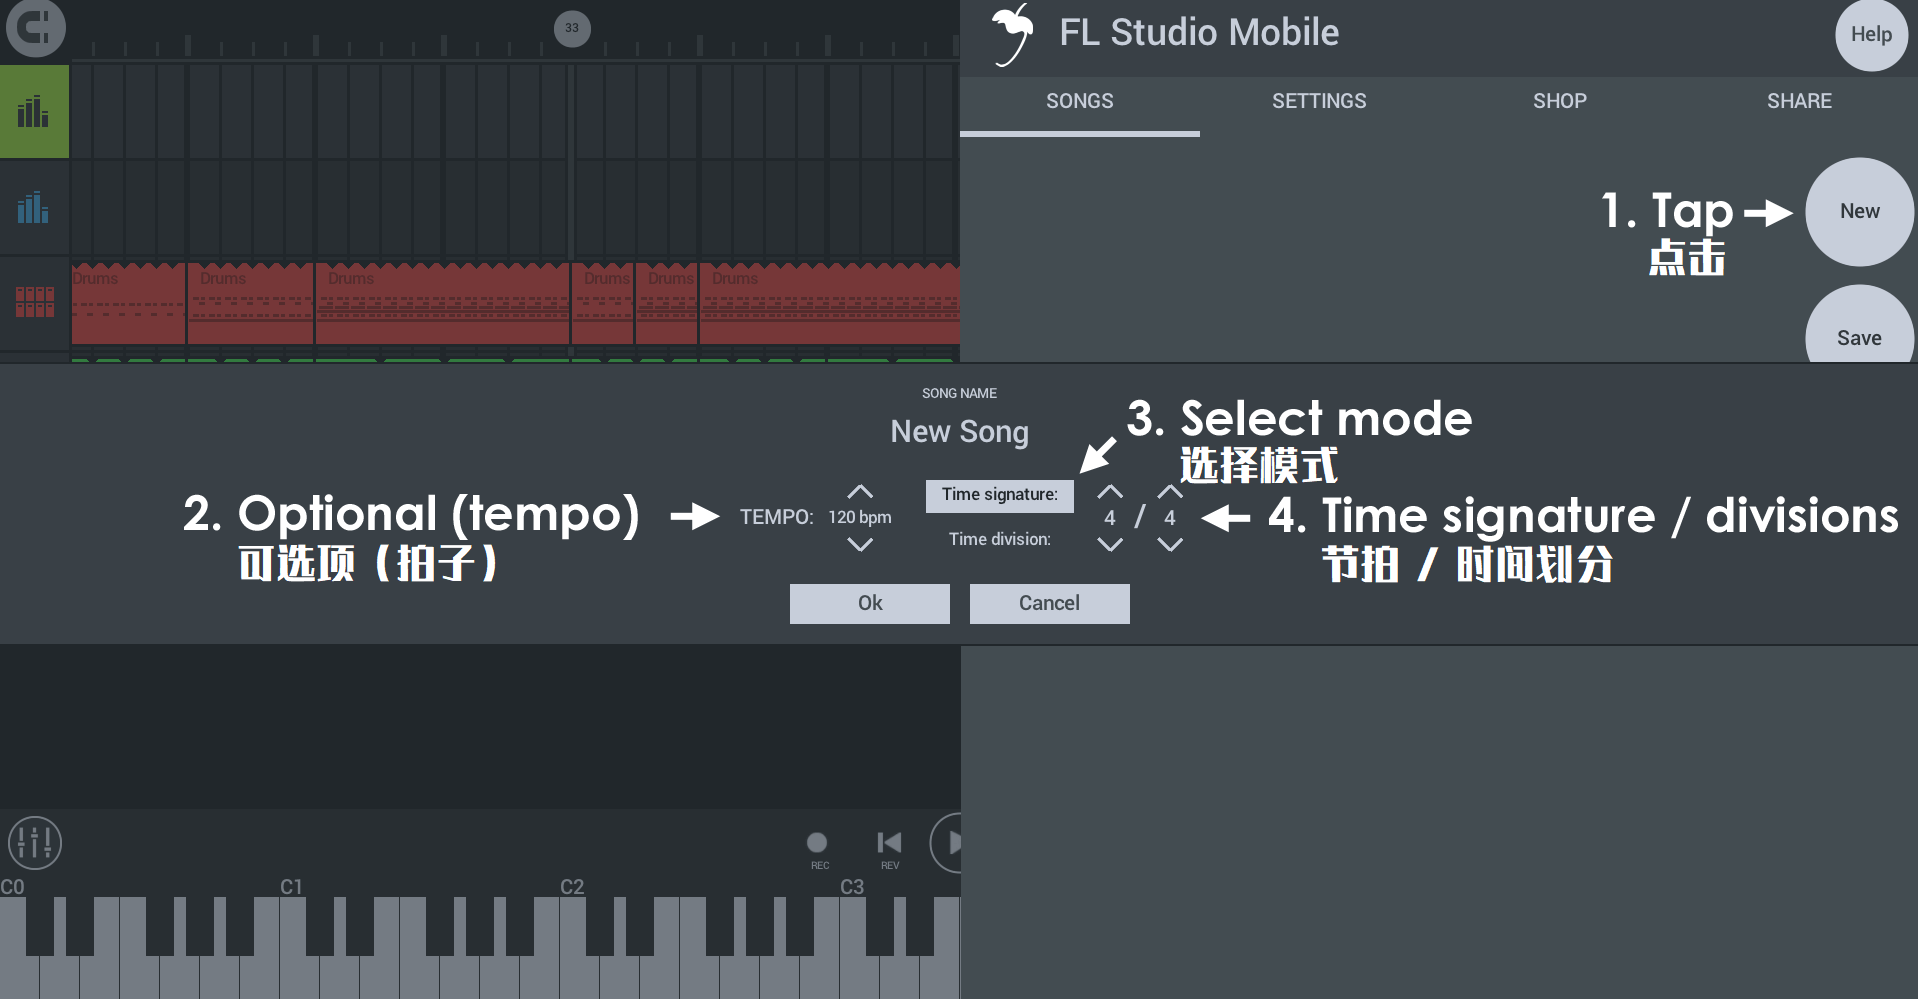 33
FL Studio Mobile
Help
SONGS
SETTINGS
SHOP
SHARE
1. Tap
点击
New
Save
Drums
Drums
Drums
Drums
Drums
Drums
SONG NAME
New Song
3. Select mode
选择模式
2. Optional (tempo)
可选项（拍子）
TEMPO:
120 bpm
Time signature:
Time division:
4 / 4
4. Time signature / divisions
节拍 / 时间划分
Ok
Cancel
REC
REV
C0
C1
C2
C3